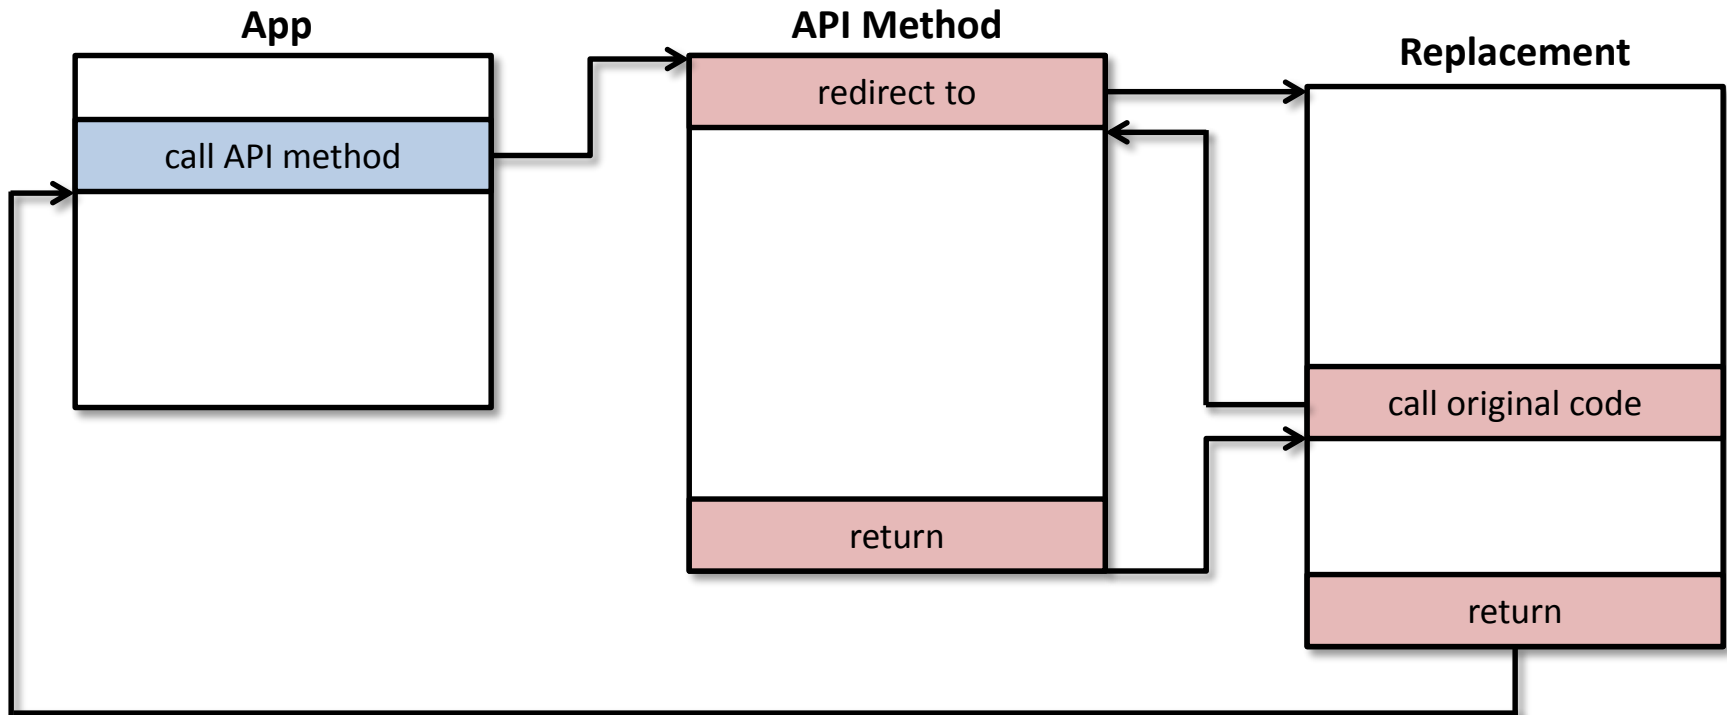 App
API Method
Replacement
redirect to
call API method
call original code
return
return